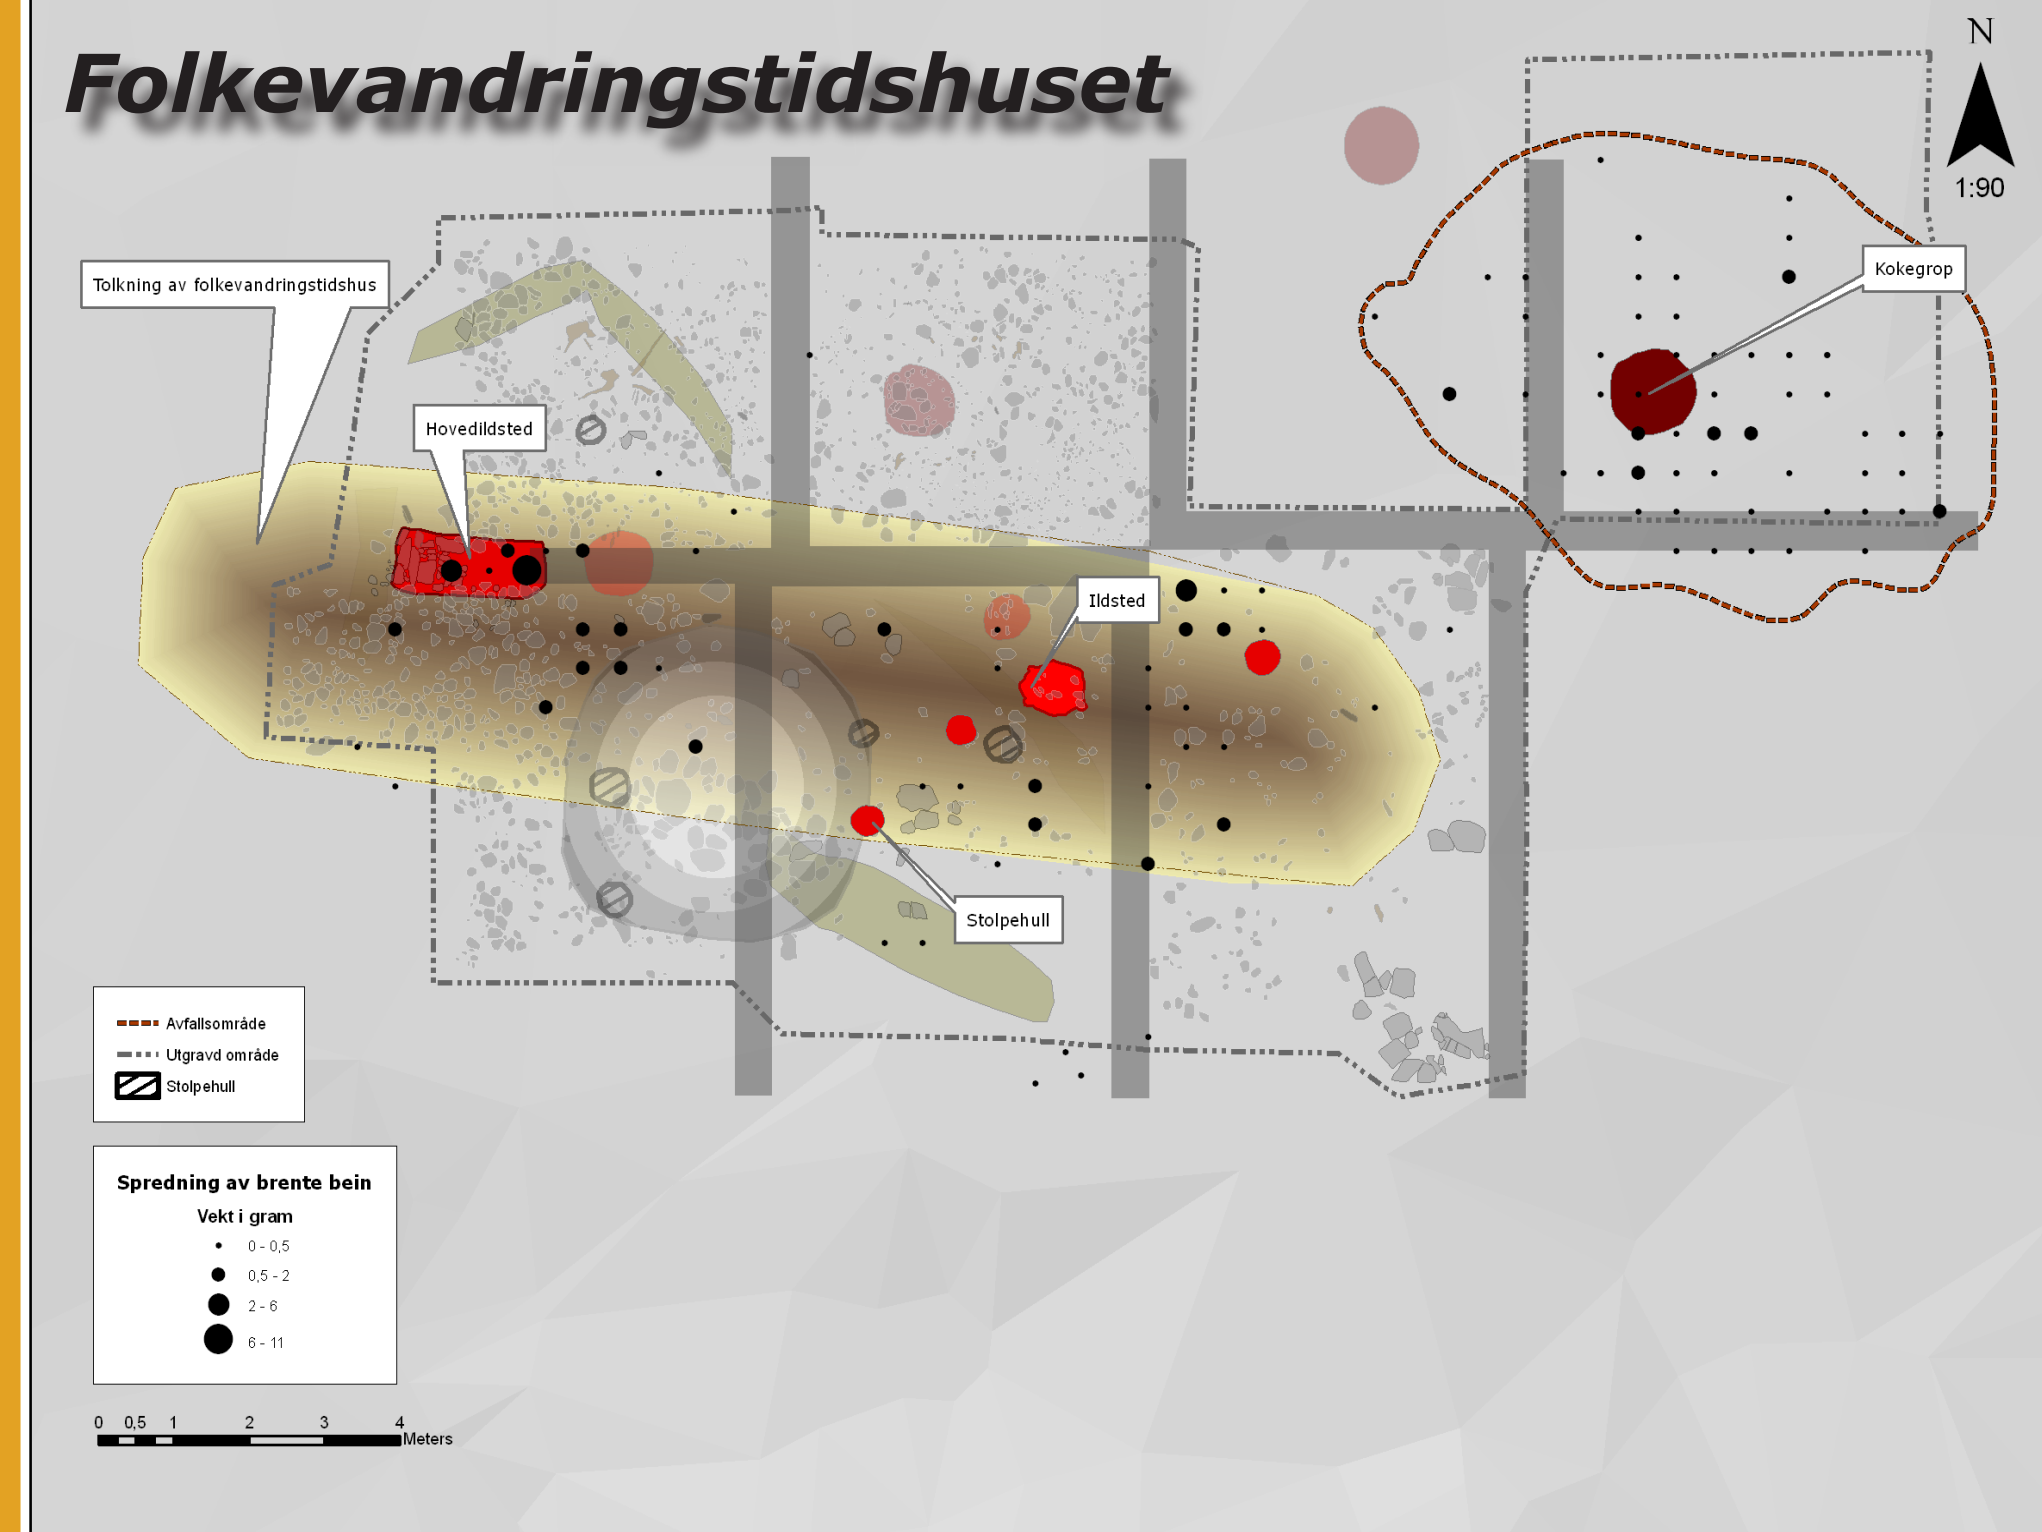 Folkevandringstidshuset
N
1:90
Tolkning av folkevandringstidshus
Kokegrop
Hovedildsted
Ildsted
Stolpehull
Avfallsområde
Utgravd område
Stolpehull
Spredning av brente bein
Vekt i gram
0 - 0,5
0,5 - 2
2 - 6
6 - 11
0 0,5 1 2 3 4
Meters